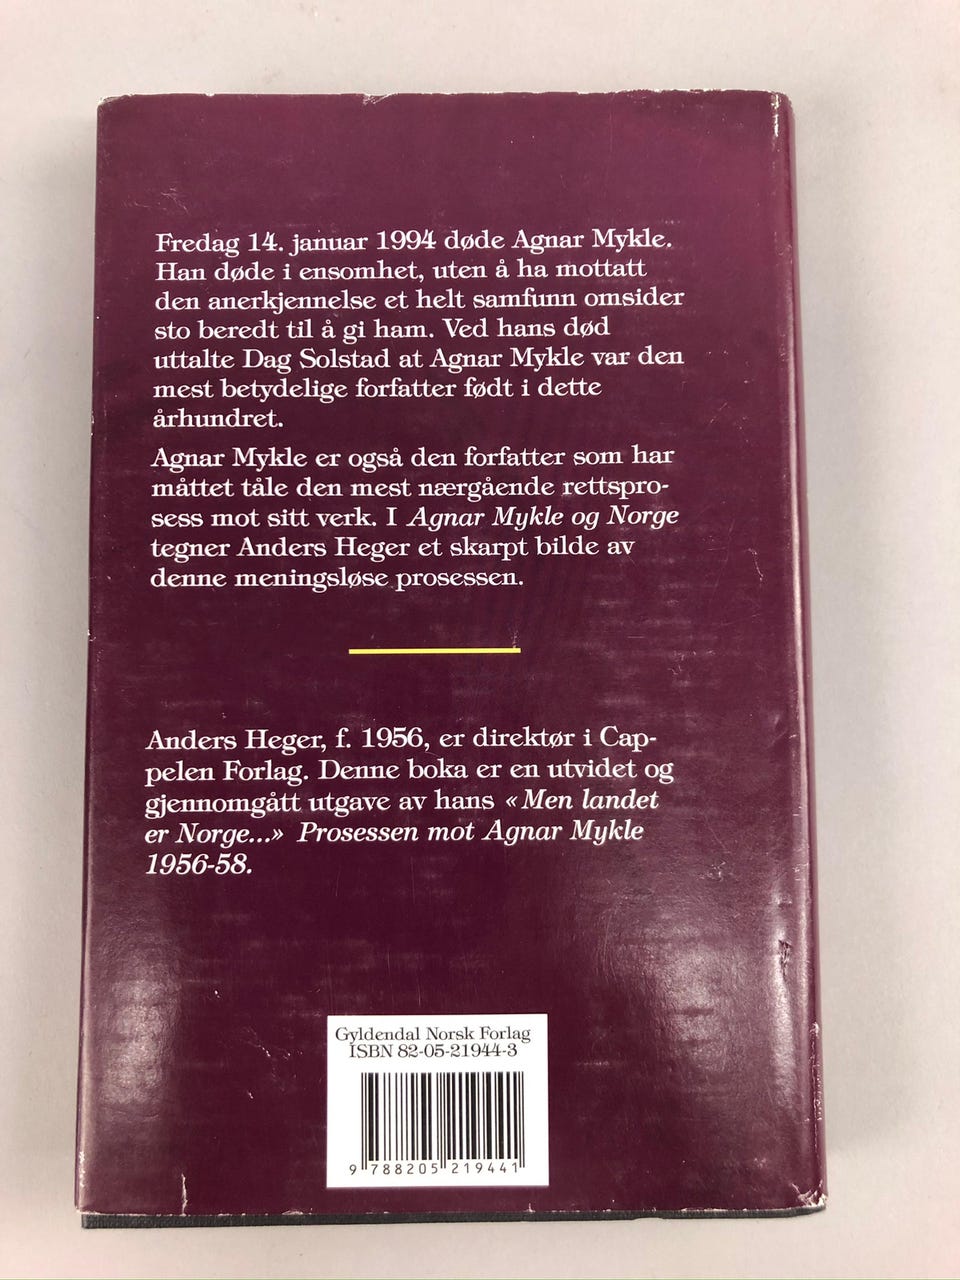 Fredag 14. januar 1994 døde Agnar Mykle.
Han døde i ensomhet, uten å ha mottatt
den anerkjennelse et helt samfunn omsider
sto beredt til å gi ham. Ved hans død
uttalte Dag Solstad at Agnar Mykle var den
mest betydelige forfatter født i dette
århundret.
Agnar Mykle er også den forfatter som har
måttet tåle den mest nærgående rettspro-
sess mot sitt verk. I Agnar Mykle og Norge
tegner Anders Heger et skarpt bilde av
denne meningsløse prosessen.
Anders Heger, f. 1956, er direktør i Cap-
pelen Forlag. Denne boka er en utvidet og
gjennomgått utgave av hans «Men landet
er Norge...» Prosessen mot Agnar Mykle
1956-58.
Gyldendal Norsk Forlag
ISBN 82-05-21944-3
9 788205 219441